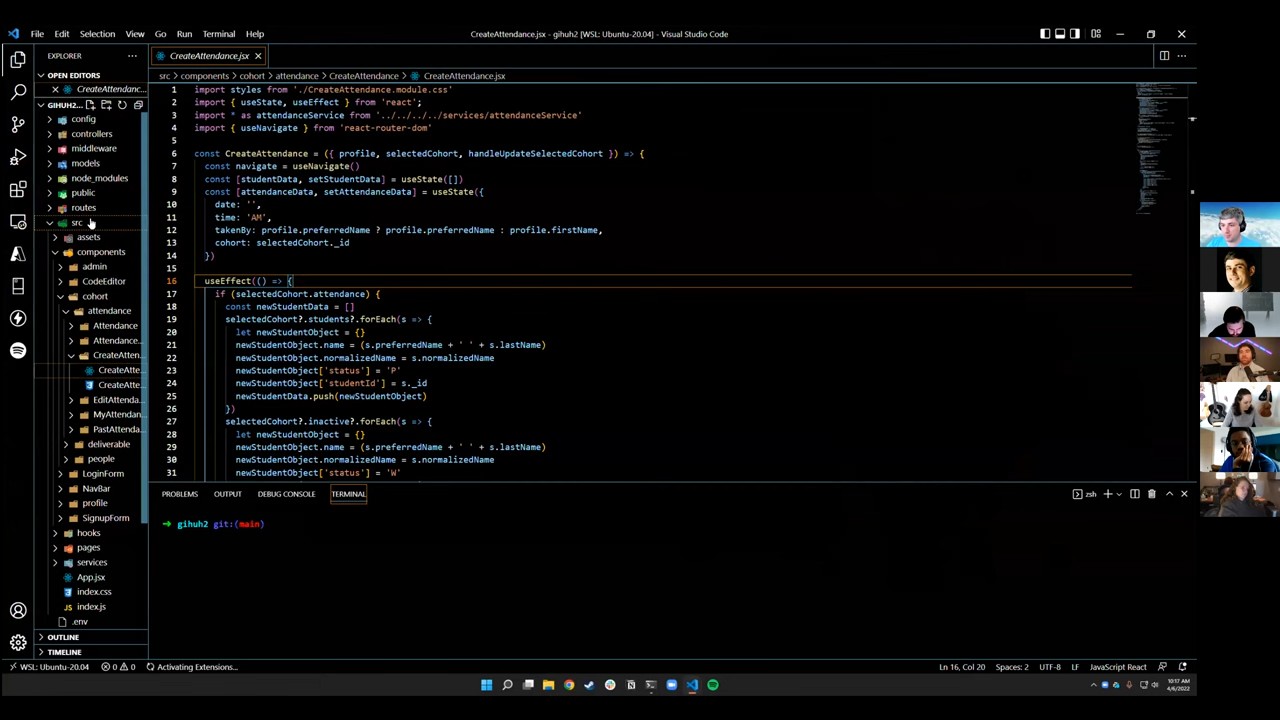 File Edit Selection View Go Run Terminal Help
CreateAttendance.jsx - gihuh2 [WSL: Ubuntu-20.04] - Visual Studio Code
EXPLORER
OPEN EDITORS
CreateAttendanc...
GIHUH2...
config
controllers
middleware
models
node_modules
public
routes
src
assets
components
admin
CodeEditor
cohort
attendance
Attendance
Attendance...
CreateAtten...
CreateAtte...
CreateAtte...
EditAttenda...
MyAttendan...
PastAttenda...
deliverable
people
LoginForm
NavBar
profile
SignupForm
hooks
pages
services
App.jsx
index.css
index.js
.env
OUTLINE
TIMELINE
CreateAttendance.jsx
src > components > cohort > attendance > CreateAttendance > CreateAttendance.jsx
1 import styles from './CreateAttendance.module.css'
2 import { useState, useEffect } from 'react';
3 import * as attendanceService from '../../../../services/attendanceService'
4 import { useNavigate } from 'react-router-dom'
5
6 const CreateAttendance = ({ profile, selectedCohort, handleUpdateSelectedCohort }) => {
7 const navigate = useNavigate()
8 const [studentData, setStudentData] = useState([])
9 const [attendanceData, setAttendanceData] = useState({
10 date: '',
11 time: 'AM',
12 takenBy: profile.preferredName ? profile.preferredName : profile.firstName,
13 cohort: selectedCohort._id
14 })
15
16 useEffect(() => {
17 if (selectedCohort.attendance) {
18 const newStudentData = []
19 selectedCohort?.students?.forEach(s => {
20 let newStudentObject = {}
21 newStudentObject.name = (s.preferredName + ' ' + s.lastName)
22 newStudentObject.normalizedName = s.normalizedName
23 newStudentObject['status'] = 'P'
24 newStudentObject['studentId'] = s._id
25 newStudentData.push(newStudentObject)
26 })
27 selectedCohort?.inactive?.forEach(s => {
28 let newStudentObject = {}
29 newStudentObject.name = (s.preferredName + ' ' + s.lastName)
30 newStudentObject.normalizedName = s.normalizedName
31 newStudentObject['status'] = 'W'
PROBLEMS OUTPUT DEBUG CONSOLE TERMINAL
zsh
➜ gihuh2 git:(main)
WSL: Ubuntu-20.04 0 0 Activating Extensions...
Ln 16, Col 20 Spaces: 2 UTF-8 LF JavaScript React
10:17 AM
4/6/2022